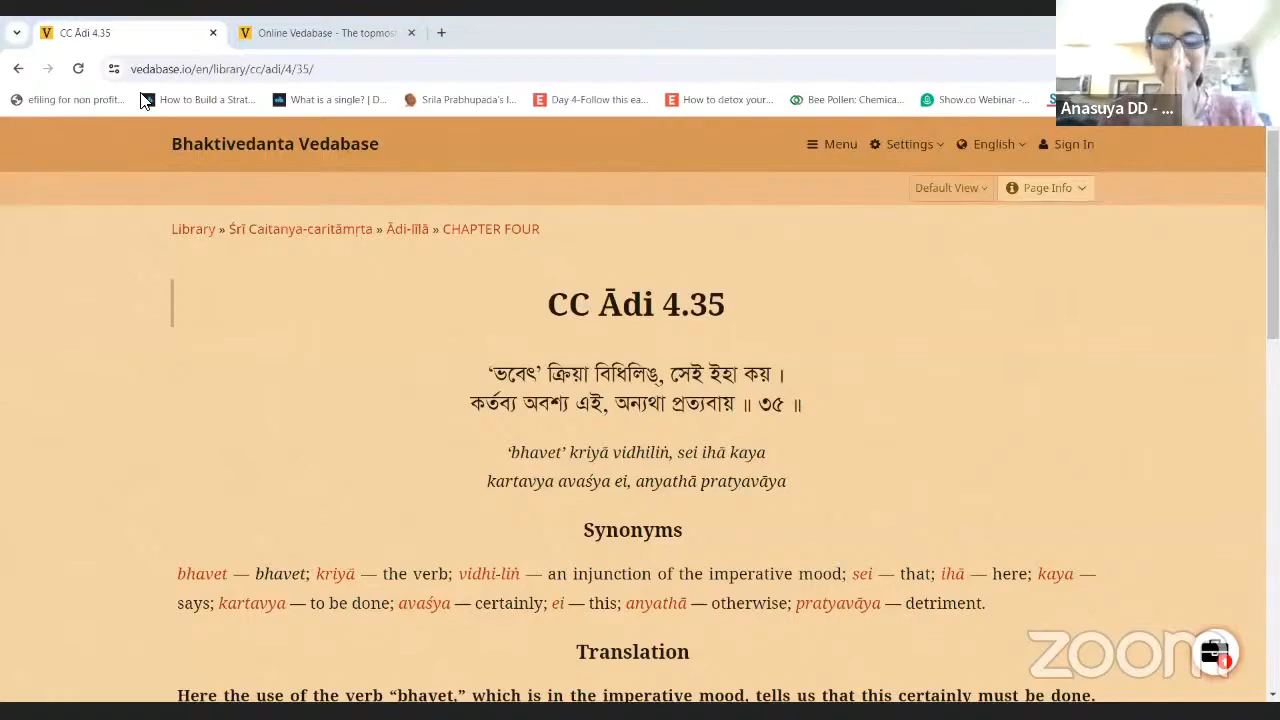 CC Ādi 4.35
Online Vedabase - The topmos
vedabase.io/en/library/cc/adi/4/35/
efiling for non profit...
How to Build a Strat...
What is a singl? | D...
Srila Prabhupada's l...
Day 4-Follow this ea...
How to detox your...
Bee Pollen: Chemica...
Show.co Webinar -...
Anasuya DD - ...
Bhaktivedanta Vedabase
Menu Settings English Sign In
Default View Page Info
Library » Śrī Caitanya-caritāmṛta » Ādi-līlā » CHAPTER FOUR
CC Ādi 4.35
‘ভবেৎ’ ক্রিয়া বিধিলিঙ্, সেই ইহা কয় ।
কর্তব্য অবশ্য এই, অন্যথা প্রত্যবায় ॥ ৩৫ ॥
‘bhavet’ kriyā vidhiliṅ, sei ihā kaya
kartavya avaśya ei, anyathā pratyavāya
Synonyms
bhavet — bhavet; kriyā — the verb; vidhi-liṅ — an injunction of the imperative mood; sei — that; ihā — here; kaya —
says; kartavya — to be done; avaśya — certainly; ei — this; anyathā — otherwise; pratyavāya — detriment.
Translation
Here the use of the verb “bhavet,” which is in the imperative mood, tells us that this certainly must be done.
zoom